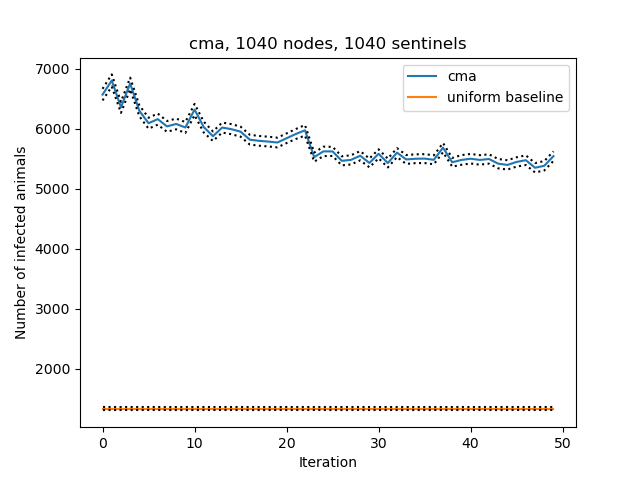 cma, 1040 nodes, 1040 sentinels
cma
uniform baseline
Number of infected animals
7000
6000
5000
4000
3000
2000
0
10
20
30
40
50
Iteration